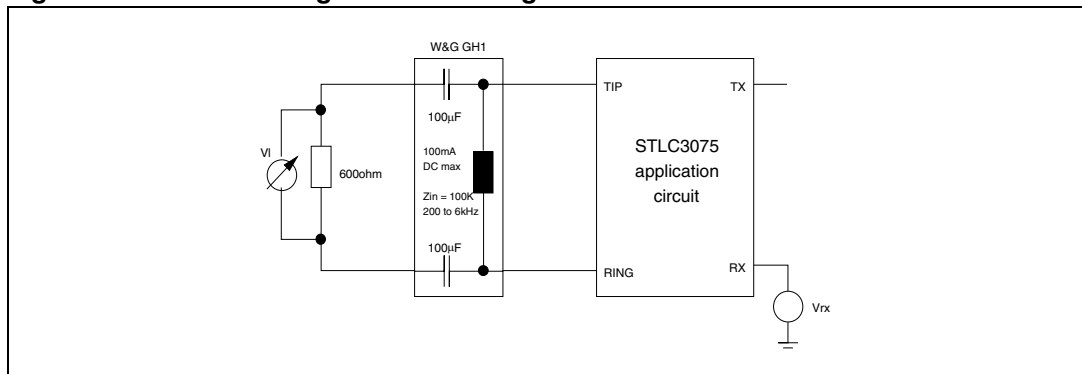 W&G GH1
TIP
TX
100μF
STLC3075
application
circuit
100mA
DC max
VI
600ohm
Zin = 100K
200 to 6kHz
100μF
RING
RX
Vrx